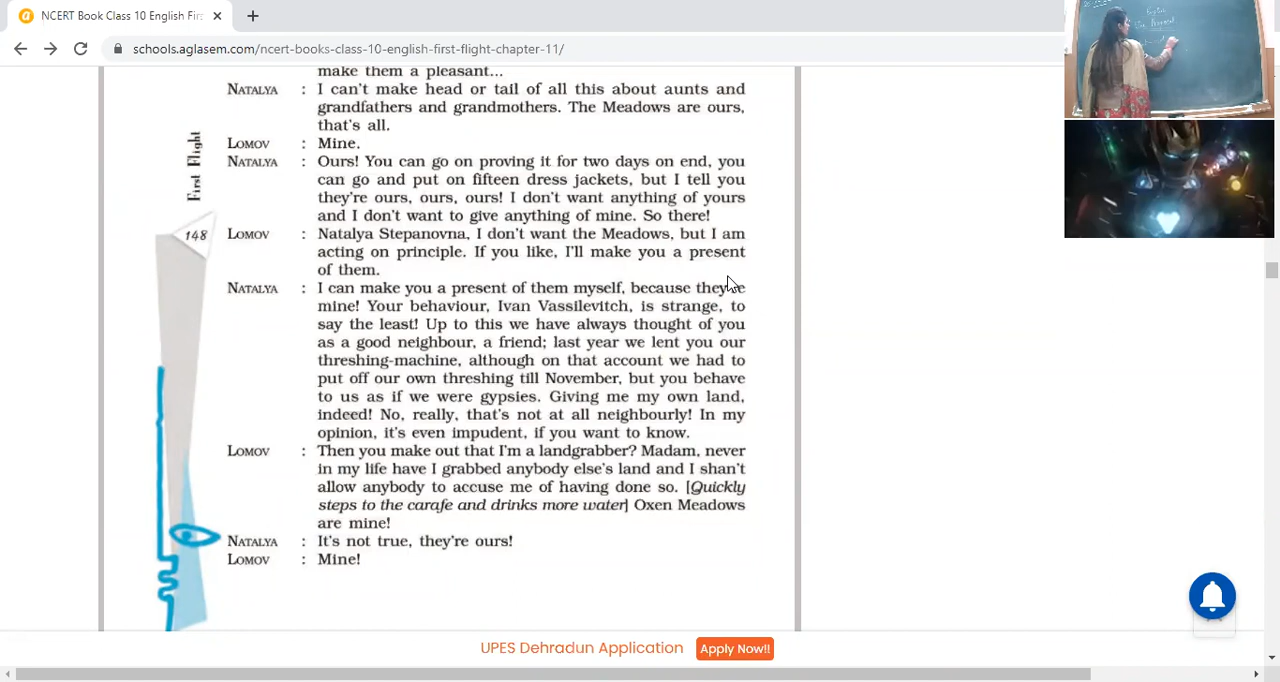 NCERT Book Class 10 English Firs
schools.aglasem.com/ncert-books-class-10-english-first-flight-chapter-11/
make them a pleasant...
NATALYA : I can't make head or tail of all this about aunts and
grandfathers and grandmothers. The Meadows are ours,
that's all.
LOMOV : Mine.
NATALYA : Ours! You can go on proving it for two days on end, you
can go and put on fifteen dress jackets, but I tell you
they're ours, ours, ours! I don't want anything of yours
and I don't want to give anything of mine. So there!
LOMOV : Natalya Stepanovna, I don't want the Meadows, but I am
acting on principle. If you like, I'll make you a present
of them.
NATALYA : I can make you a present of them myself, because they're
mine! Your behaviour, Ivan Vassilevitch, is strange, to
say the least! Up to this we have always thought of you
as a good neighbour, a friend; last year we lent you our
threshing-machine, although on that account we had to
put off our own threshing till November, but you behave
to us as if we were gypsies. Giving me my own land,
indeed! No, really, that's not at all neighbourly! In my
opinion, it's even impudent, if you want to know.
LOMOV : Then you make out that I'm a landgrabber? Madam, never
in my life have I grabbed anybody else's land and I shan't
allow anybody to accuse me of having done so. [Quickly
steps to the carafe and drinks more water] Oxen Meadows
are mine!
NATALYA : It's not true, they're ours!
LOMOV : Mine!
First Flight
148
The Proposal
UPES Dehradun Application Apply Now!!